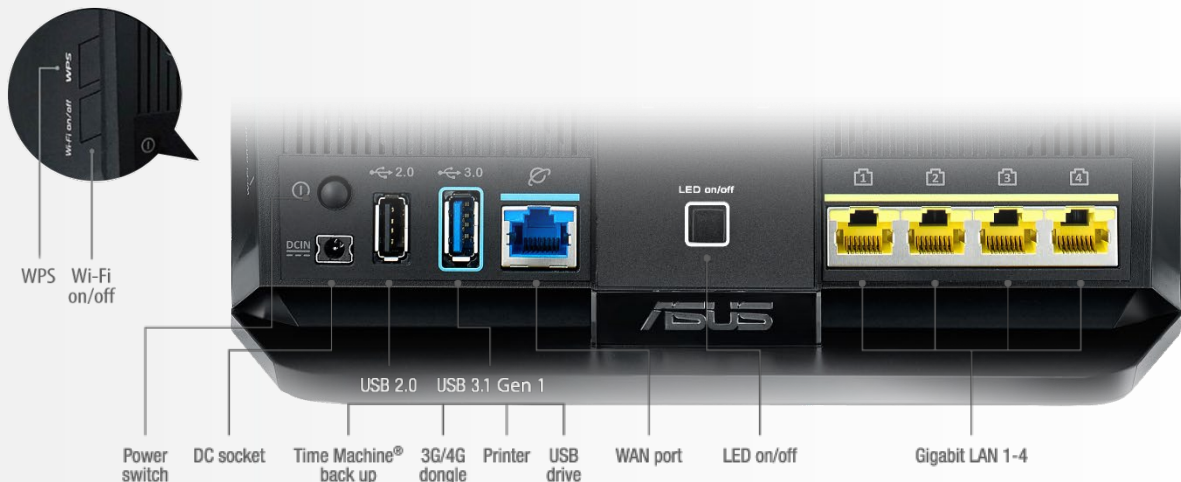 WPS
Wi-Fi on/off
WPS
Wi-Fi
on/off
2.0
3.0
LED on/off
1
2
3
4
DCIN
ASUS
USB 2.0
USB 3.1 Gen 1
Power
switch
DC socket
Time Machine®
back up
3G/4G
dongle
Printer
USB
drive
WAN port
LED on/off
Gigabit LAN 1-4